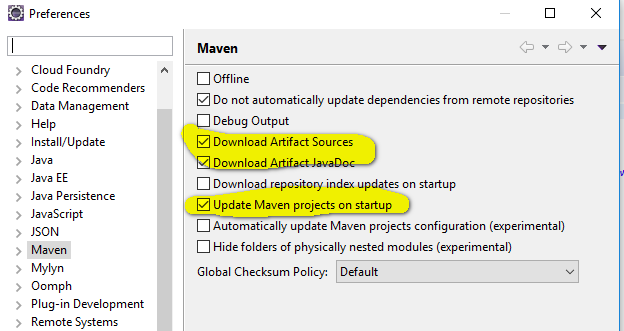 Preferences
Maven
Cloud Foundry
Code Recommenders
Data Management
Help
Install/Update
Java
Java EE
Java Persistence
JavaScript
JSON
Maven
Mylyn
Oomph
Plug-in Development
Remote Systems
Offline
Do not automatically update dependencies from remote repositories
Debug Output
Download Artifact Sources
Download Artifact JavaDoc
Download repository index updates on startup
Update Maven projects on startup
Automatically update Maven projects configuration (experimental)
Hide folders of physically nested modules (experimental)
Global Checksum Policy: Default